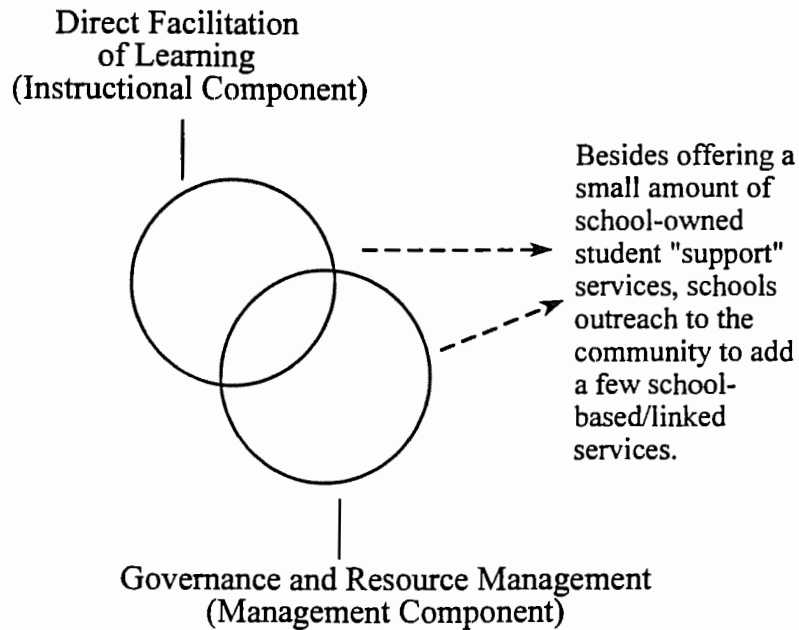 Direct Facilitation
of Learning
(Instructional Component)
Besides offering a
small amount of
school-owned
student "support"
services, schools
outreach to the
community to add
a few school-
based/linked
services.
Governance and Resource Management
(Management Component)